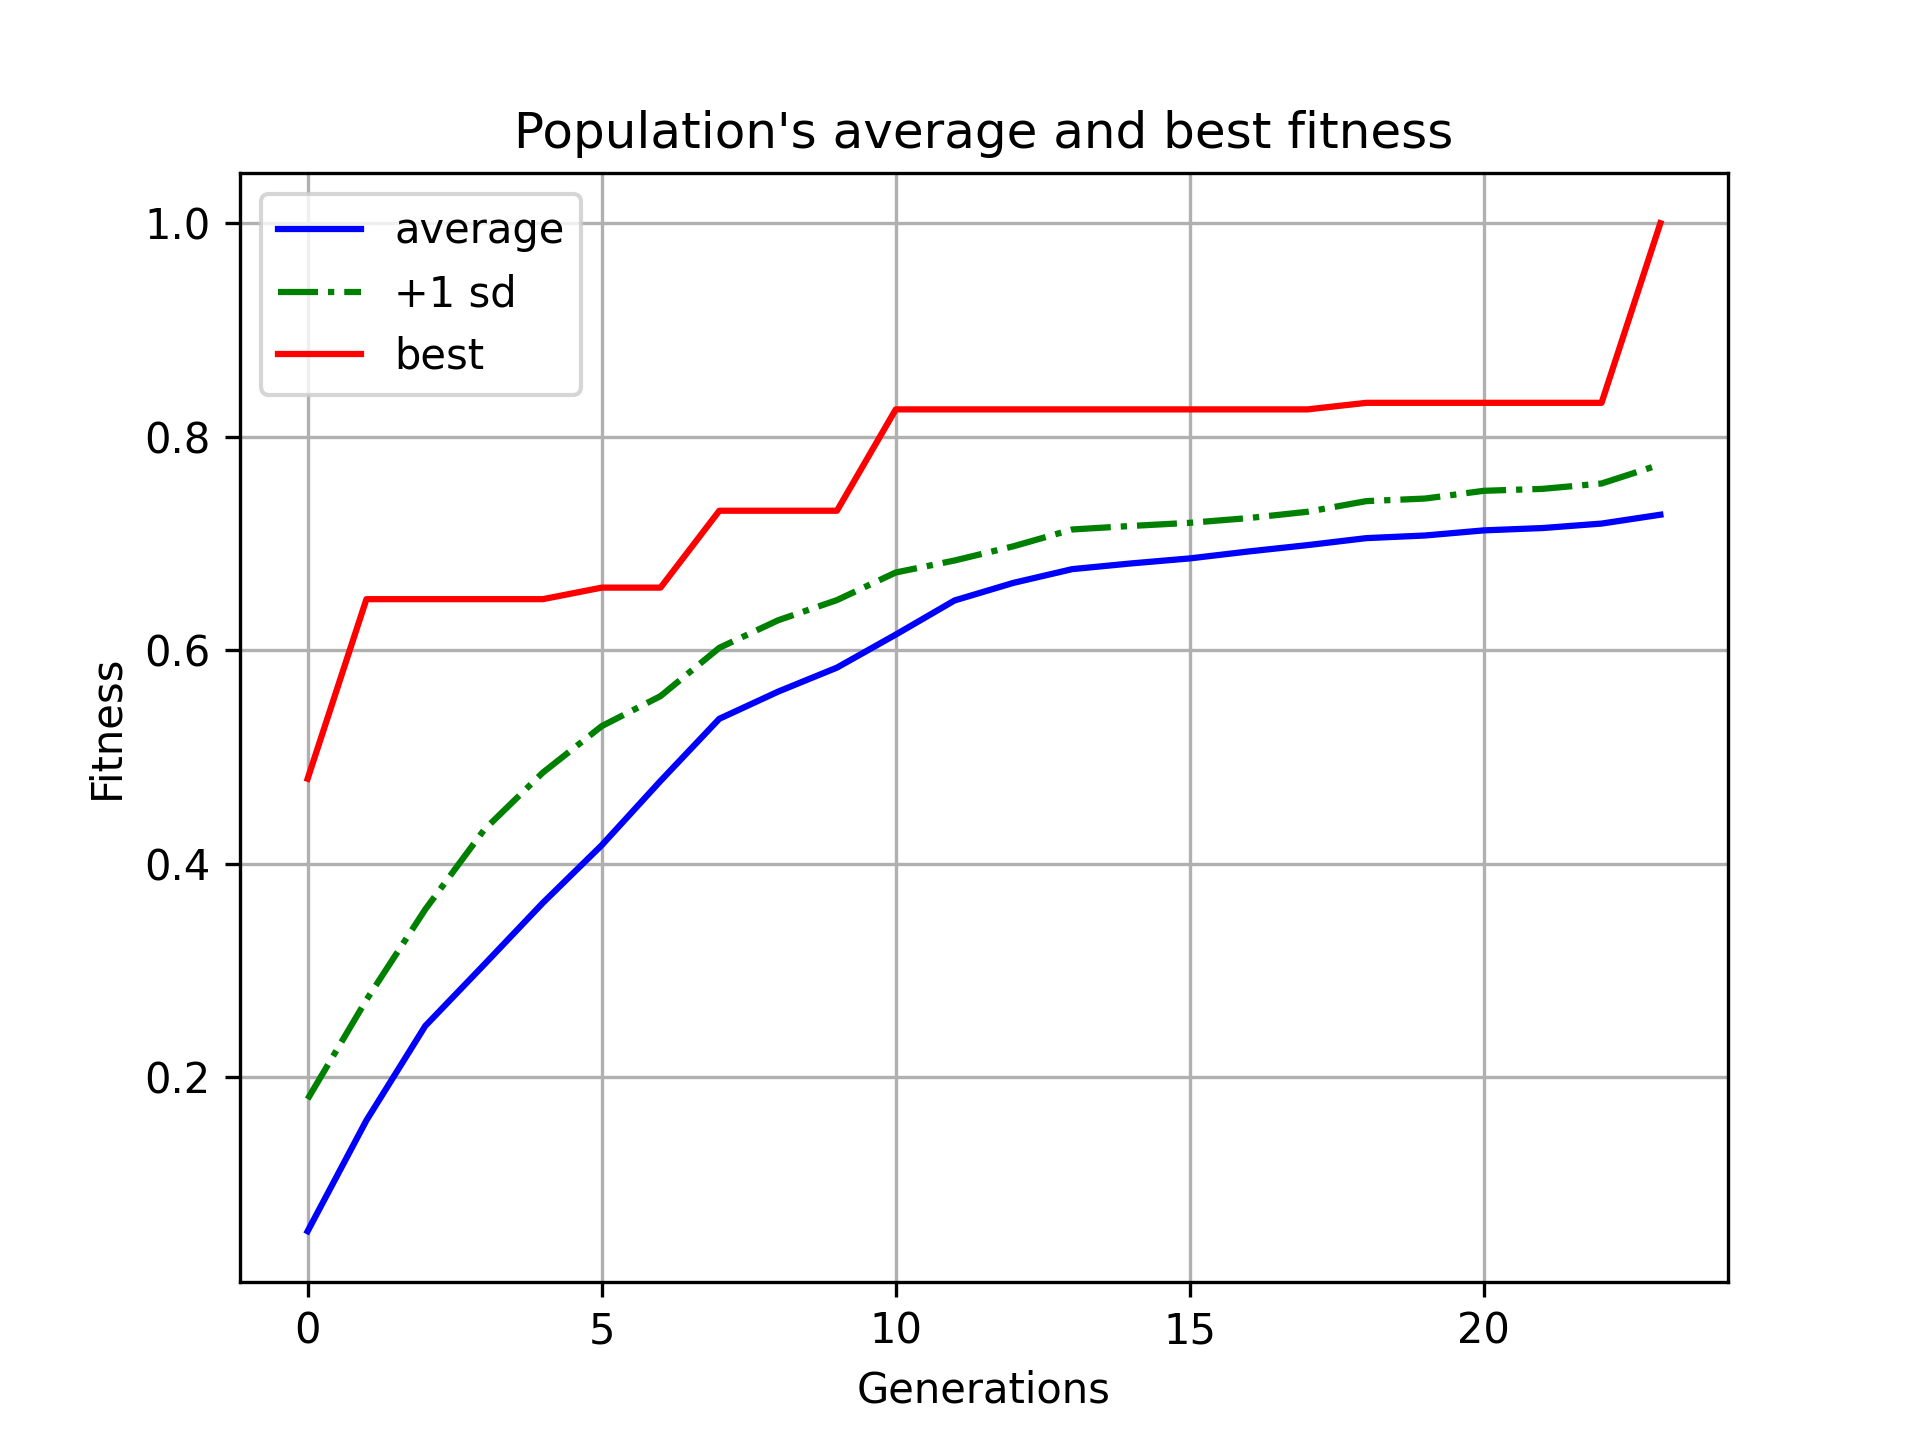 Population's average and best fitness
average
+1 sd
best
1.0
0.8
0.6
0.4
0.2
Fitness
0 5 10 15 20
Generations